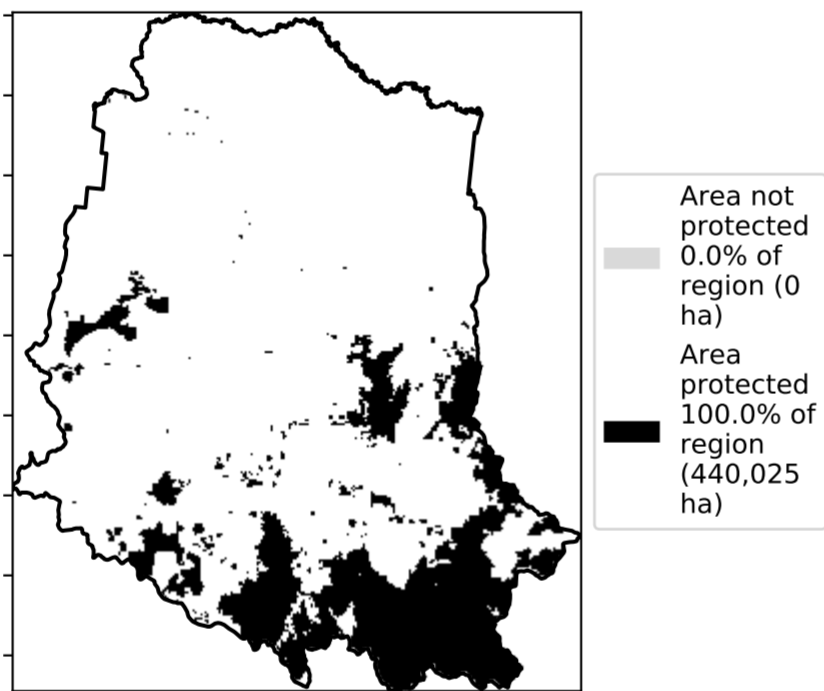 Area not
protected
0.0% of
region (0
ha)
Area
protected
100.0% of
region
(440,025
ha)